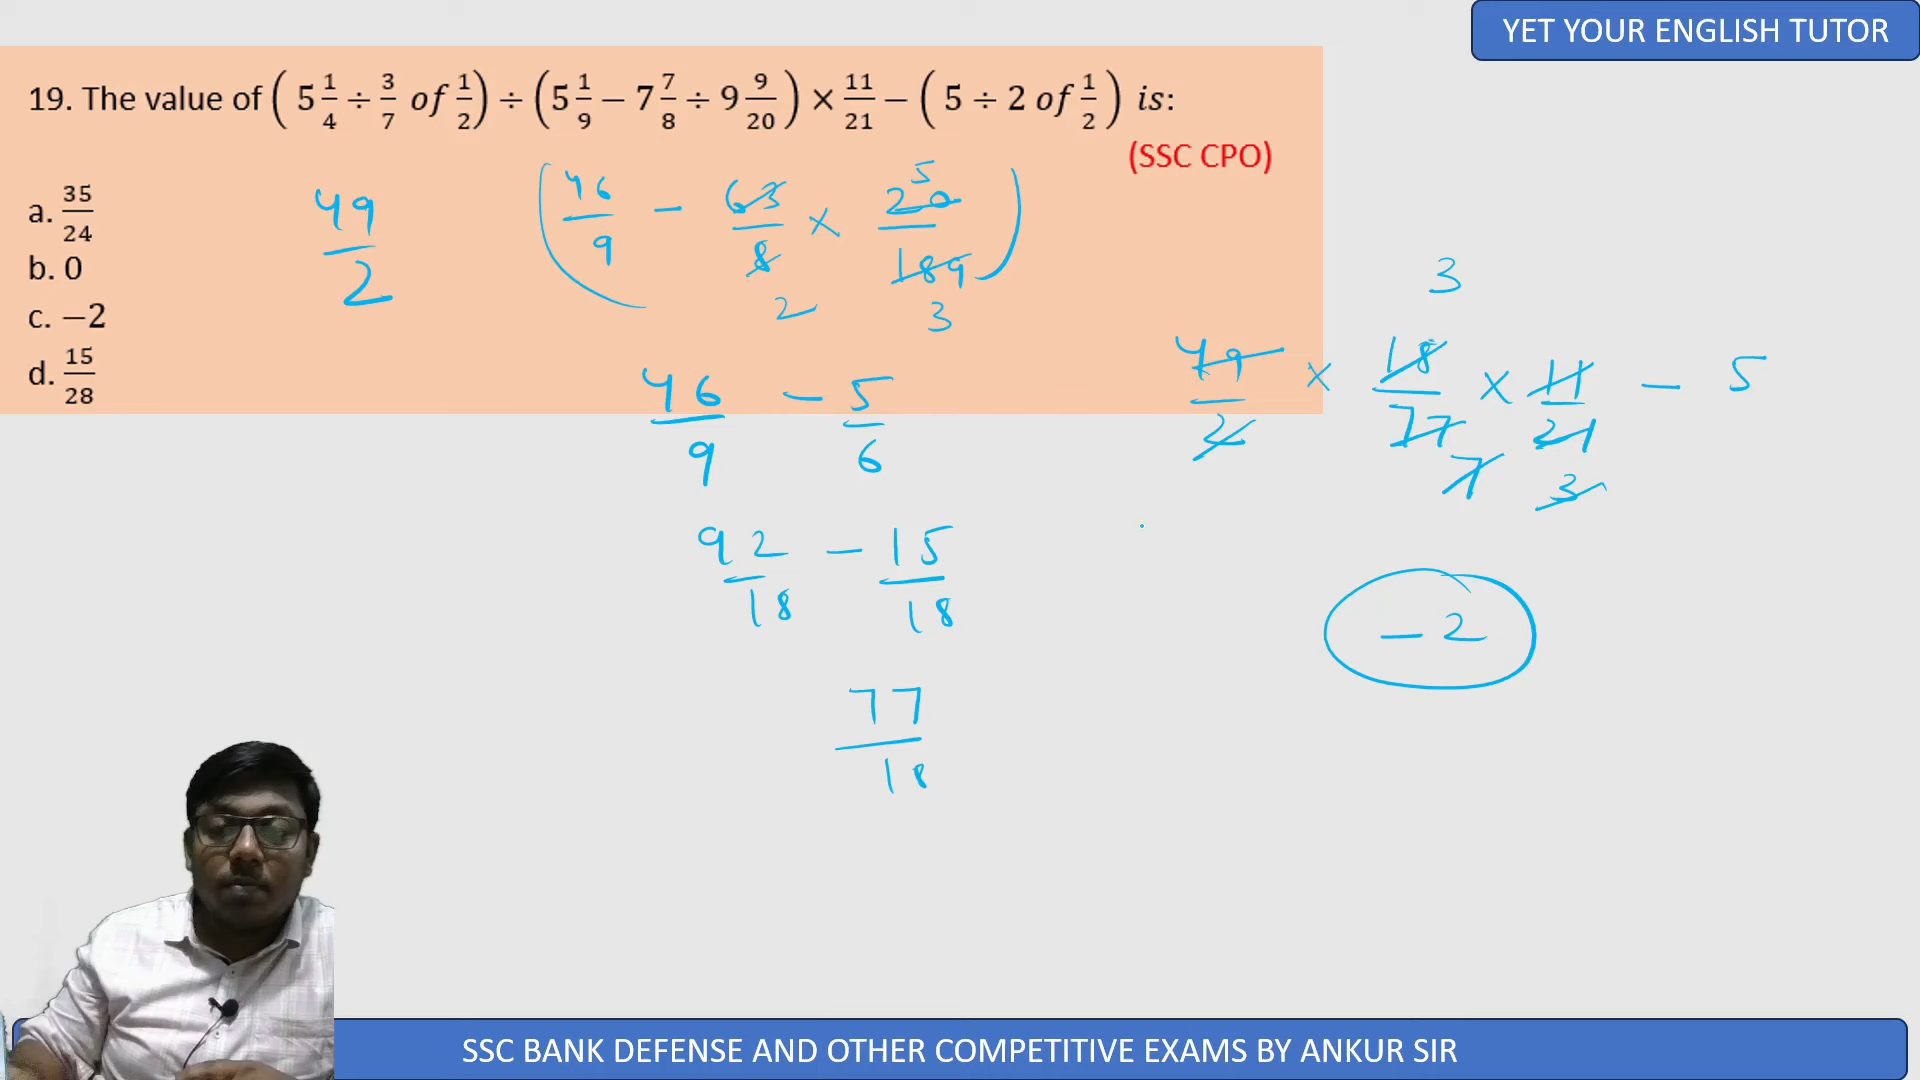 YET YOUR ENGLISH TUTOR
19. The value of ( 5 1/4 ÷ 3/7 of 1/2 ) ÷ ( 5 1/9 − 7 7/8 ÷ 9 9/20 ) × 11/21 − ( 5 ÷ 2 of 1/2 ) is:
(SSC CPO)
a. 35/24
b. 0
c. −2
d. 15/28
49/2
( 46/9 − 63/8 × 20/189 )
5
2
3
46/9 − 5/6
92/18 − 15/18
77/18
3
49/2 × 18/77 × 11/21 − 5
7
3
−2
SSC BANK DEFENSE AND OTHER COMPETITIVE EXAMS BY ANKUR SIR